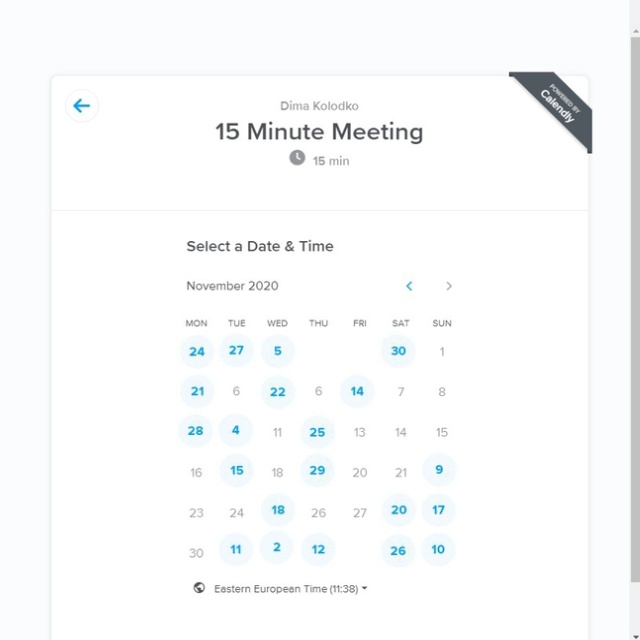 POWERED BY
Calendly
Dima Kolodko
15 Minute Meeting
15 min
Select a Date & Time
November 2020
MON TUE WED THU FRI SAT SUN
24 27 5 30 1
21 6 22 6 14 7 8
28 4 11 25 13 14 15
16 15 18 29 20 21 9
23 24 18 26 27 20 17
30 11 2 12 26 10
Eastern European Time (11:38)